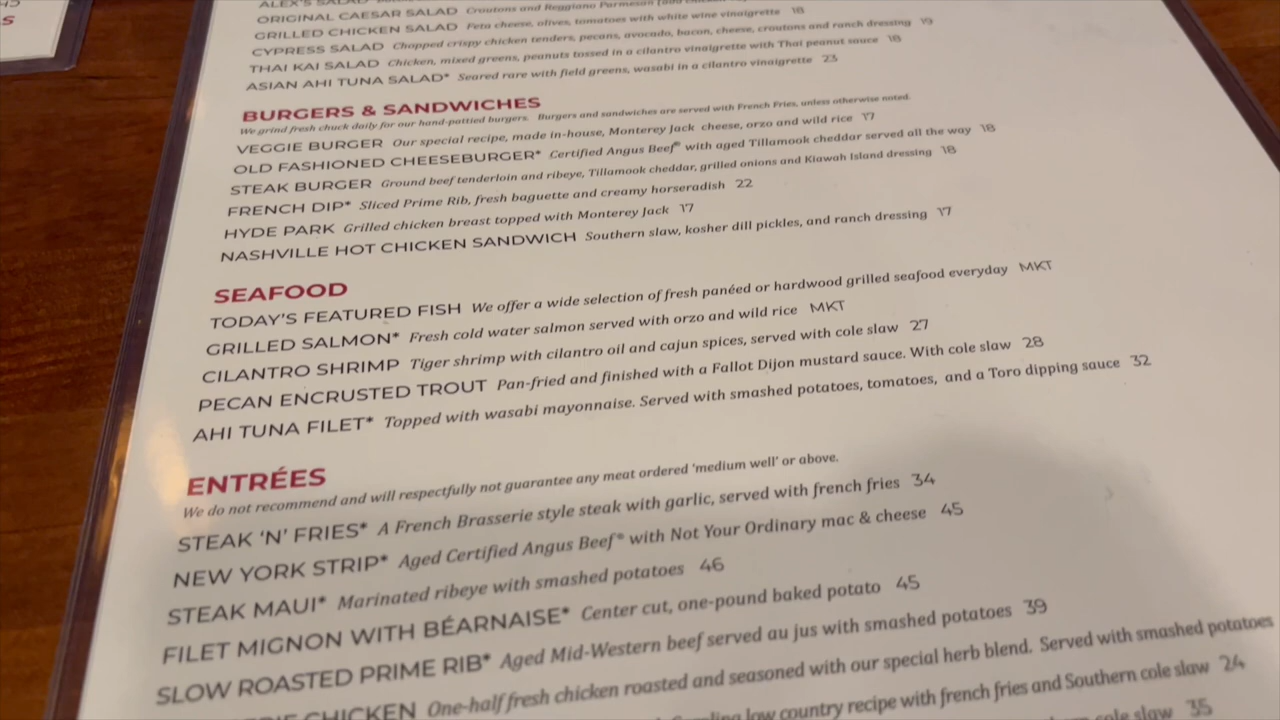 ALEX'S SALAD
ORIGINAL CAESAR SALAD Croutons and Reggiano Parmesan
GRILLED CHICKEN SALAD Feta cheese, olives, tomatoes with white wine vinaigrette 18
CYPRESS SALAD Chopped crispy chicken tenders, pecans, avocado, bacon, cheese, croutons and ranch dressing 19
THAI KAI SALAD Chicken, mixed greens, peanuts tossed in a cilantro vinaigrette with Thai peanut sauce 18
ASIAN AHI TUNA SALAD* Seared rare with field greens, wasabi in a cilantro vinaigrette 23
BURGERS & SANDWICHES
We grind fresh chuck daily for our hand-pattied burgers. Burgers and sandwiches are served with French Fries, unless otherwise noted.
VEGGIE BURGER Our special recipe, made in-house, Monterey Jack cheese, orzo and wild rice 17
OLD FASHIONED CHEESEBURGER* Certified Angus Beef® with aged Tillamook cheddar served all the way 18
STEAK BURGER Ground beef tenderloin and ribeye, Tillamook cheddar, grilled onions and Kiawah Island dressing 18
FRENCH DIP* Sliced Prime Rib, fresh baguette and creamy horseradish 22
HYDE PARK Grilled chicken breast topped with Monterey Jack 17
NASHVILLE HOT CHICKEN SANDWICH Southern slaw, kosher dill pickles, and ranch dressing 17
SEAFOOD
TODAY'S FEATURED FISH We offer a wide selection of fresh panéed or hardwood grilled seafood everyday MKT
GRILLED SALMON* Fresh cold water salmon served with orzo and wild rice MKT
CILANTRO SHRIMP Tiger shrimp with cilantro oil and cajun spices, served with cole slaw 27
PECAN ENCRUSTED TROUT Pan-fried and finished with a Fallot Dijon mustard sauce. With cole slaw 28
AHI TUNA FILET* Topped with wasabi mayonnaise. Served with smashed potatoes, tomatoes, and a Toro dipping sauce 32
ENTRÉES
We do not recommend and will respectfully not guarantee any meat ordered 'medium well' or above.
STEAK 'N' FRIES* A French Brasserie style steak with garlic, served with french fries 34
NEW YORK STRIP* Aged Certified Angus Beef® with Not Your Ordinary mac & cheese 45
STEAK MAUI* Marinated ribeye with smashed potatoes 46
FILET MIGNON WITH BÉARNAISE* Center cut, one-pound baked potato 45
SLOW ROASTED PRIME RIB* Aged Mid-Western beef served au jus with smashed potatoes 39
CHICKEN One-half fresh chicken roasted and seasoned with our special herb blend. Served with smashed potatoes
low country recipe with french fries and Southern cole slaw 24
cole slaw 35